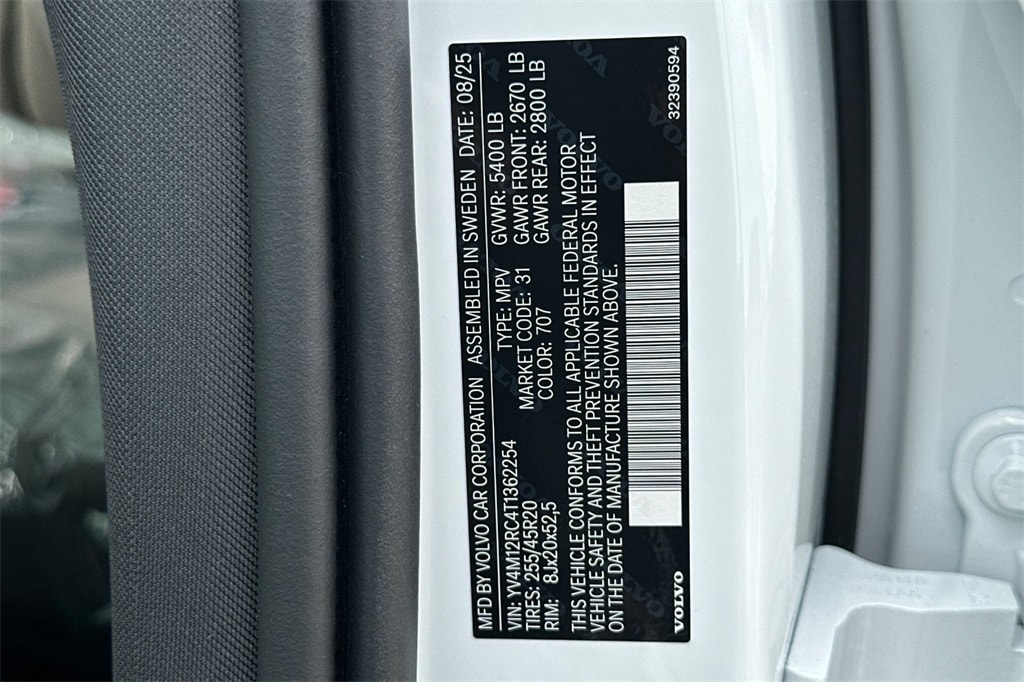 MFD BY VOLVO CAR CORPORATION ASSEMBLED IN SWEDEN DATE: 08/25
VIN: YV4M12RC4T1362254 TYPE: MPV GVWR: 5400 LB
TIRES: 255/45R20 MARKET CODE: 31 GAWR FRONT: 2670 LB
RIM: 8Jx20x52,5 COLOR: 707 GAWR REAR: 2800 LB
THIS VEHICLE CONFORMS TO ALL APPLICABLE FEDERAL MOTOR
VEHICLE SAFETY AND THEFT PREVENTION STANDARDS IN EFFECT
ON THE DATE OF MANUFACTURE SHOWN ABOVE.
VOLVO 32390594